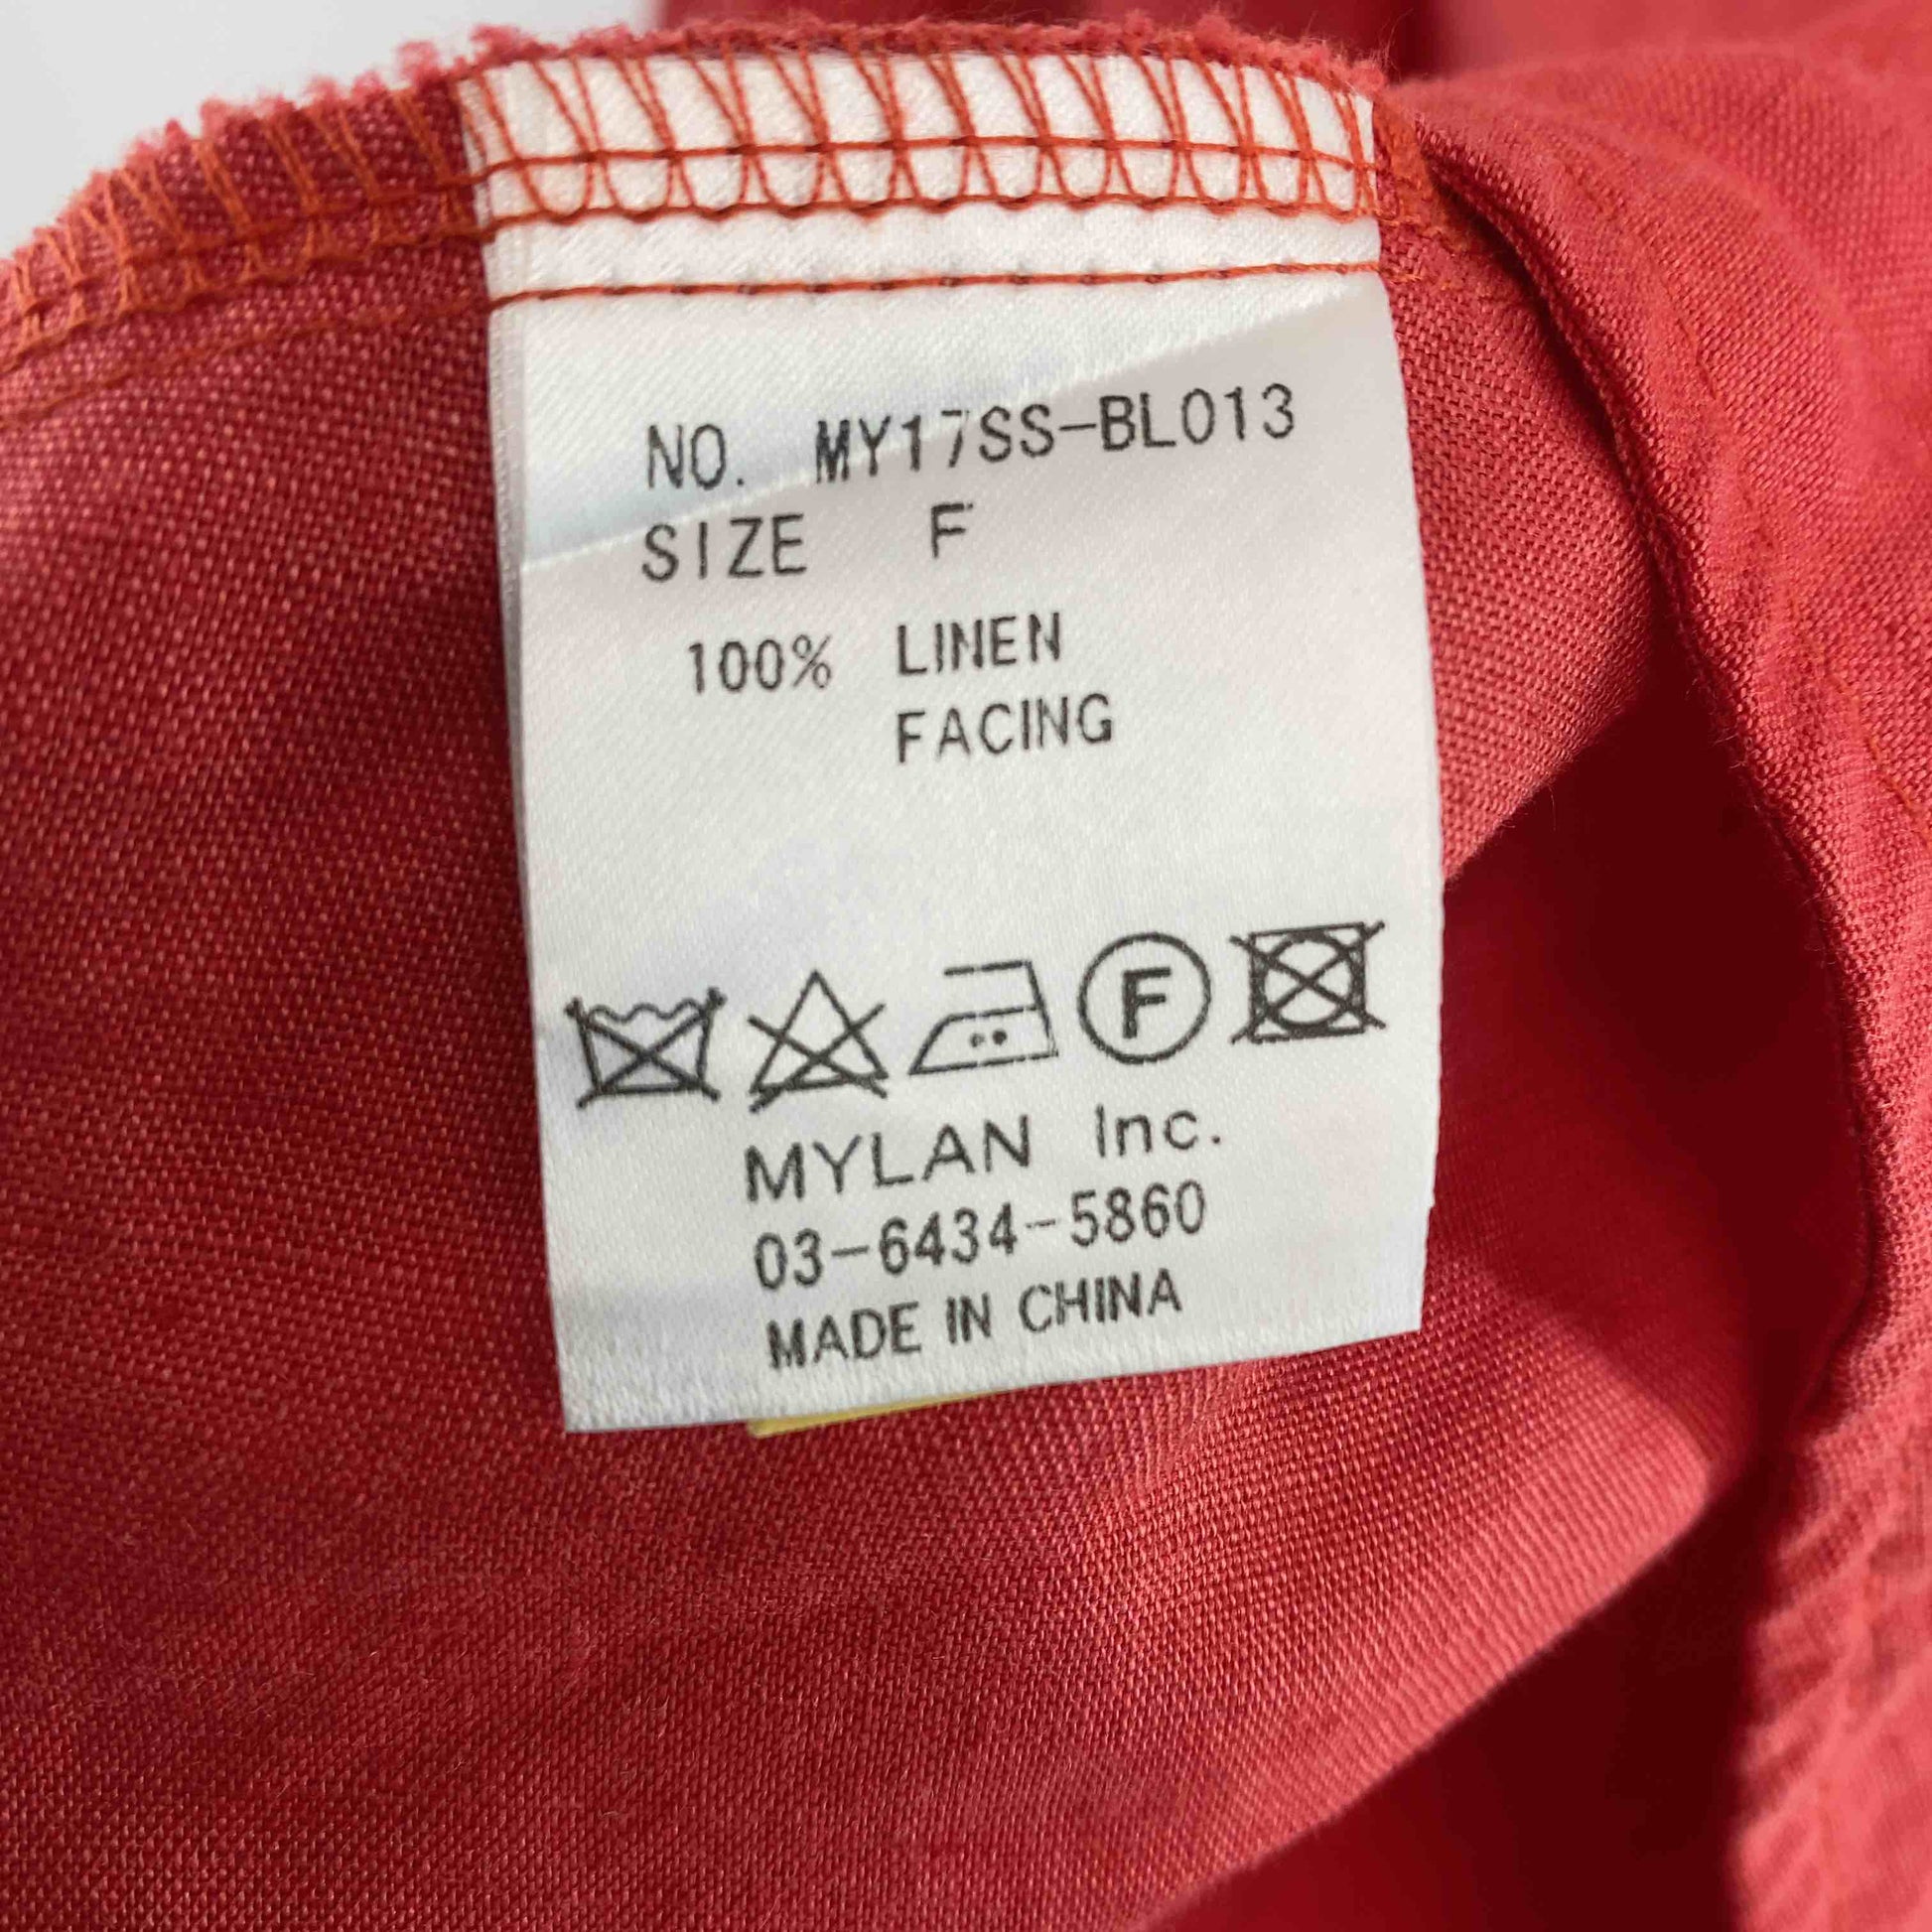 NO. MY17SS-BL013
SIZE F
100% LINEN
FACING
F
MYLAN Inc.
03-6434-5860
MADE IN CHINA